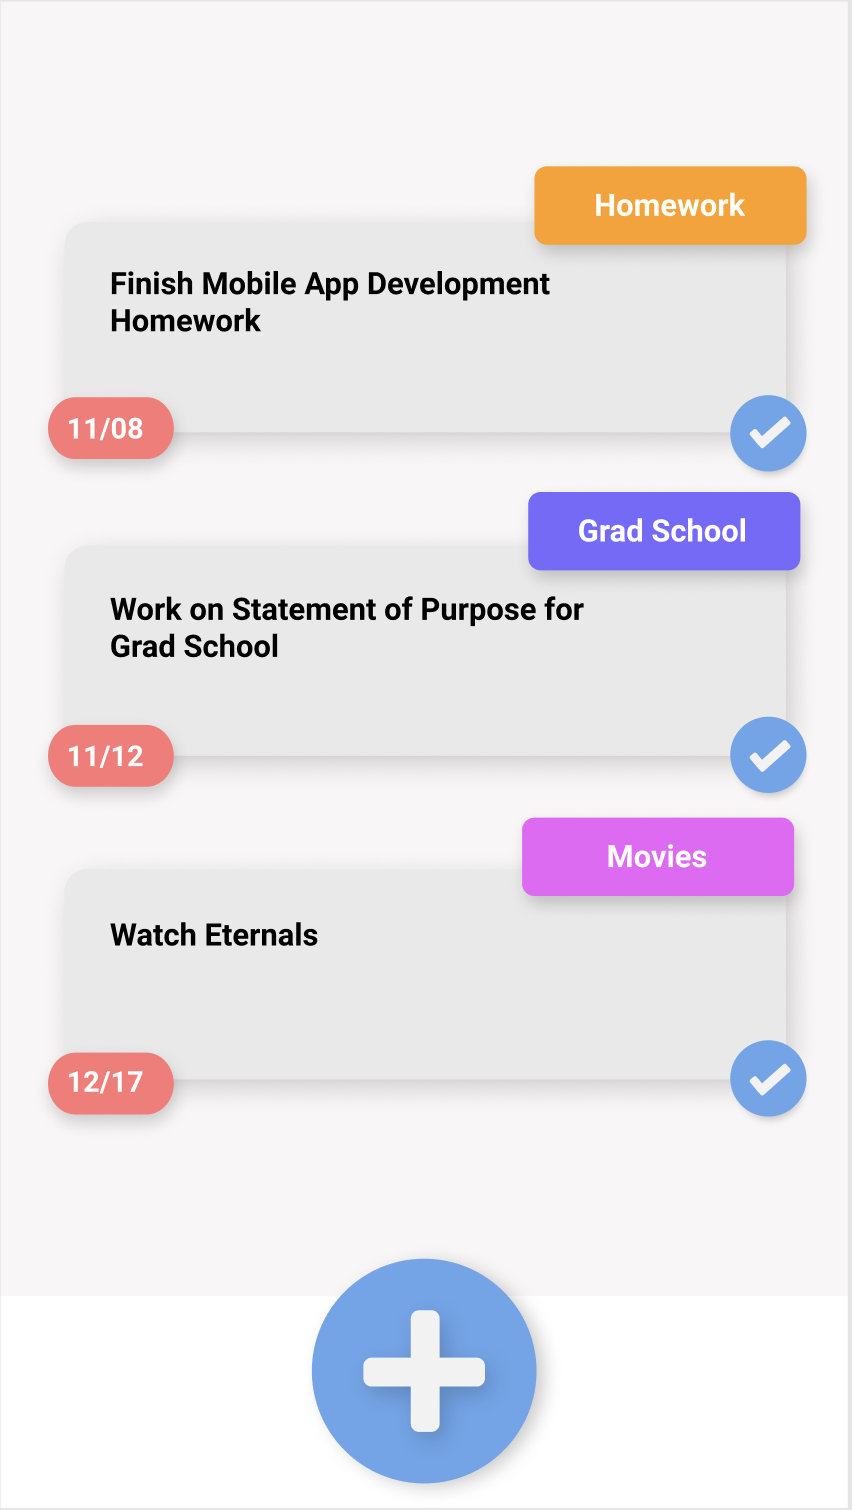 Homework
Finish Mobile App Development
Homework
11/08
Grad School
Work on Statement of Purpose for
Grad School
11/12
Movies
Watch Eternals
12/17